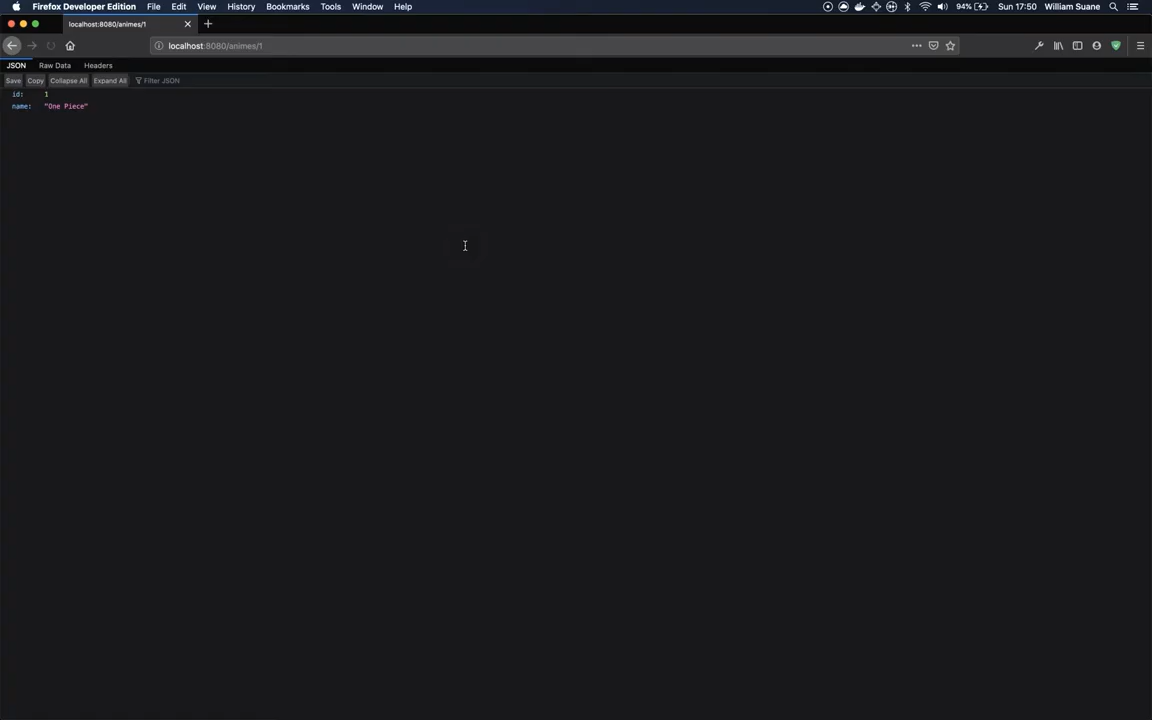 Firefox Developer Edition File Edit View History Bookmarks Tools Window Help 94% Sun 17:50 William Suane
localhost:8080/animes/1
localhost:8080/animes/1
JSON Raw Data Headers
Save Copy Collapse All Expand All Filter JSON
id: 1
name: "One Piece"